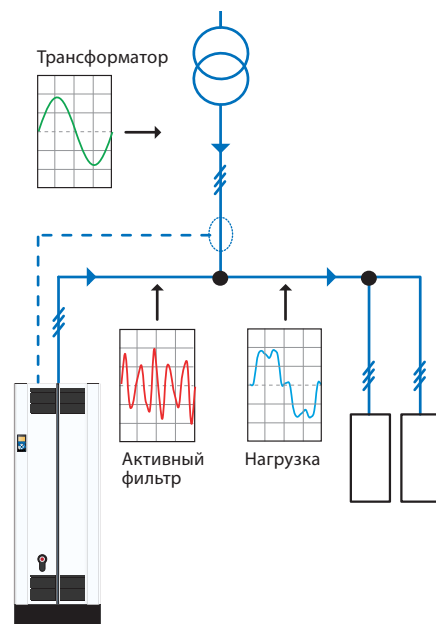 Трансформатор
Активный
фильтр
Нагрузка